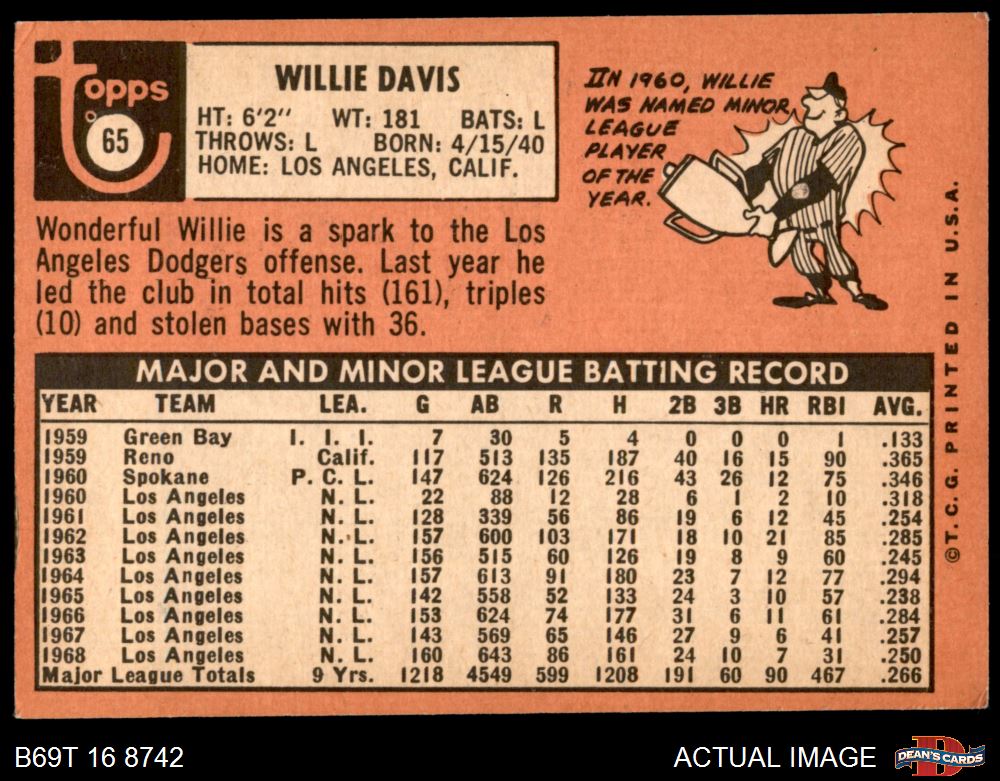 topps
65
WILLIE DAVIS
HT: 6'2" WT: 181 BATS: L
THROWS: L BORN: 4/15/40
HOME: LOS ANGELES, CALIF.
IN 1960, WILLIE
WAS NAMED MINOR
LEAGUE
PLAYER
OF THE
YEAR.
Wonderful Willie is a spark to the Los
Angeles Dodgers offense. Last year he
led the club in total hits (161), triples
(10) and stolen bases with 36.
MAJOR AND MINOR LEAGUE BATTING RECORD
YEAR TEAM LEA. G AB R H 2B 3B HR RBI AVG.
1959 Green Bay I. I. I. 7 30 5 4 0 0 0 1 .133
1959 Reno Calif. 117 513 135 187 40 16 15 90 .365
1960 Spokane P. C. L. 147 624 126 216 43 26 12 75 .346
1960 Los Angeles N. L. 22 88 12 28 6 1 2 10 .318
1961 Los Angeles N. L. 128 339 56 86 19 6 12 45 .254
1962 Los Angeles N. L. 157 600 103 171 18 10 21 85 .285
1963 Los Angeles N. L. 156 515 60 126 19 8 9 60 .245
1964 Los Angeles N. L. 157 613 91 180 23 7 12 77 .294
1965 Los Angeles N. L. 142 558 52 133 24 3 10 57 .238
1966 Los Angeles N. L. 153 624 74 177 31 6 11 61 .284
1967 Los Angeles N. L. 143 569 65 146 27 9 6 41 .257
1968 Los Angeles N. L. 160 643 86 161 24 10 7 31 .250
Major League Totals 9 Yrs. 1218 4549 599 1208 191 60 90 467 .266
©T. C. G. PRINTED IN U.S.A.
B69T 16 8742
ACTUAL IMAGE
D
DEAN'S CARDS